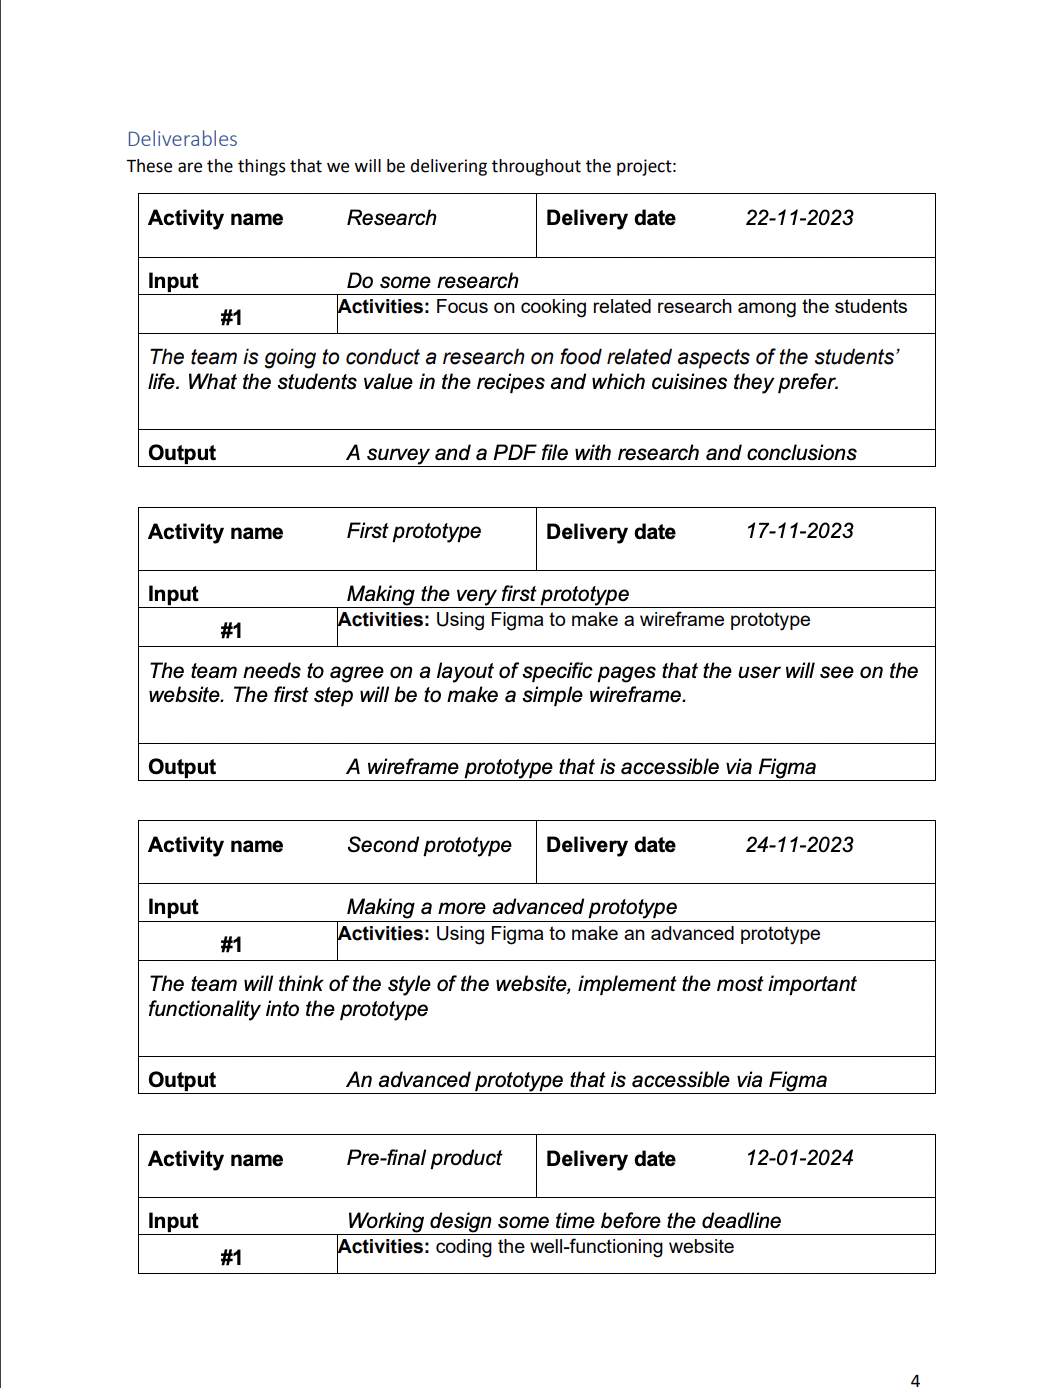 Deliverables
These are the things that we will be delivering throughout the project:
Activity name Research Delivery date 22-11-2023
Input Do some research
#1 Activities: Focus on cooking related research among the students
The team is going to conduct a research on food related aspects of the students’
life. What the students value in the recipes and which cuisines they prefer.
Output A survey and a PDF file with research and conclusions
Activity name First prototype Delivery date 17-11-2023
Input Making the very first prototype
#1 Activities: Using Figma to make a wireframe prototype
The team needs to agree on a layout of specific pages that the user will see on the
website. The first step will be to make a simple wireframe.
Output A wireframe prototype that is accessible via Figma
Activity name Second prototype Delivery date 24-11-2023
Input Making a more advanced prototype
#1 Activities: Using Figma to make an advanced prototype
The team will think of the style of the website, implement the most important
functionality into the prototype
Output An advanced prototype that is accessible via Figma
Activity name Pre-final product Delivery date 12-01-2024
Input Working design some time before the deadline
#1 Activities: coding the well-functioning website
4